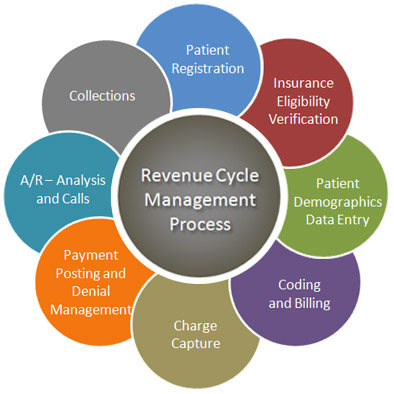 Patient
Registration
Insurance
Eligibility
Verification
Patient
Demographics
Data Entry
Coding
and Billing
Charge
Capture
Payment
Posting and
Denial
Management
A/R – Analysis
and Calls
Collections
Revenue Cycle
Management
Process